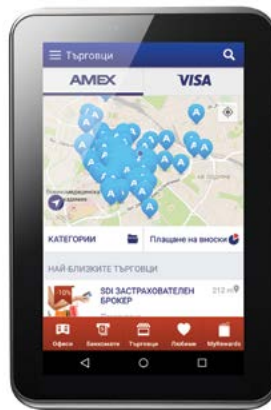 Търговци
AMEX VISA
КАТЕГОРИИ Плащане на вноски
НАЙ-БЛИЗКИТЕ ТЪРГОВЦИ
-10% SDI ЗАСТРАХОВАТЕЛЕН 212 m
БРОКЕР
Офиси Банкомати Търговци Любими MyRewards